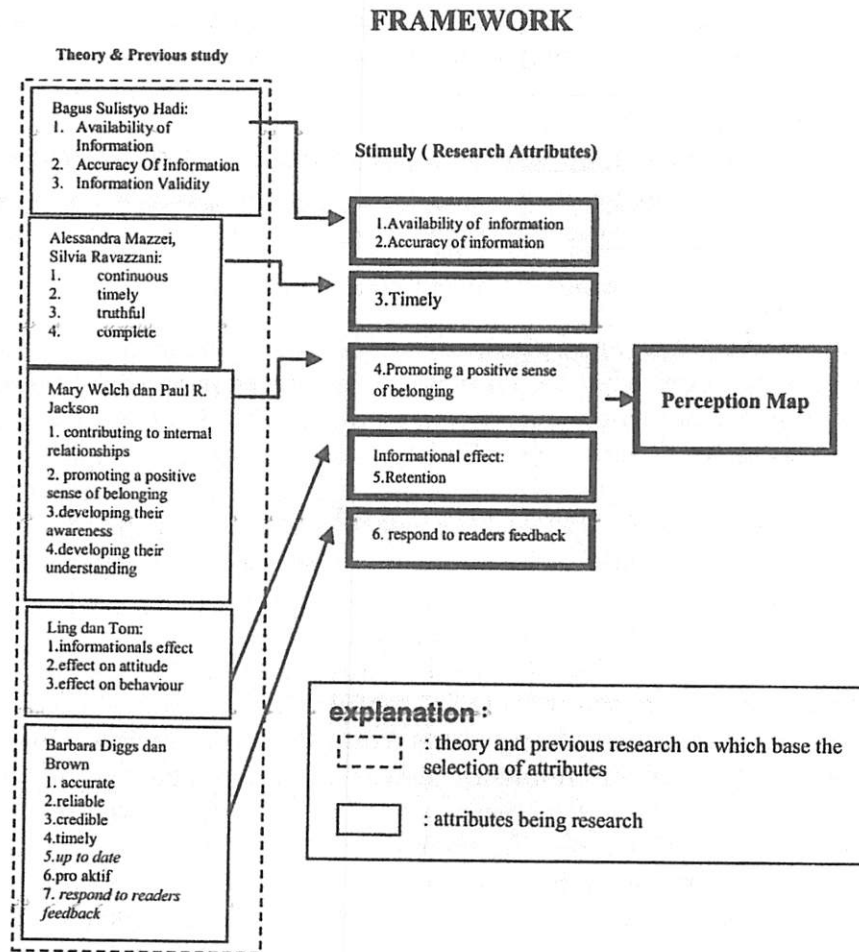 FRAMEWORK
Theory & Previous study
Bagus Sulistyo Hadi:
1. Availability of
Information
2. Accuracy Of Information
3. Information Validity
Alessandra Mazzei,
Silvia Ravazzani:
1. continuous
2. timely
3. truthful
4. complete
Mary Welch dan Paul R.
Jackson
1. contributing to internal
relationships
2. promoting a positive
sense of belonging
3.developing their
awareness
4.developing their
understanding
Ling dan Tom:
1.informationals effect
2.effect on attitude
3.effect on behaviour
Barbara Diggs dan
Brown
1. accurate
2.reliable
3.credible
4.timely
5.up to date
6.pro aktif
7. respond to readers
feedback
Stimuly ( Research Attributes)
1.Availability of information
2.Accuracy of information
3.Timely
4.Promoting a positive sense
of belonging
Informational effect:
5.Retention
6. respond to readers feedback
Perception Map
explanation :
: theory and previous research on which base the
selection of attributes
: attributes being research